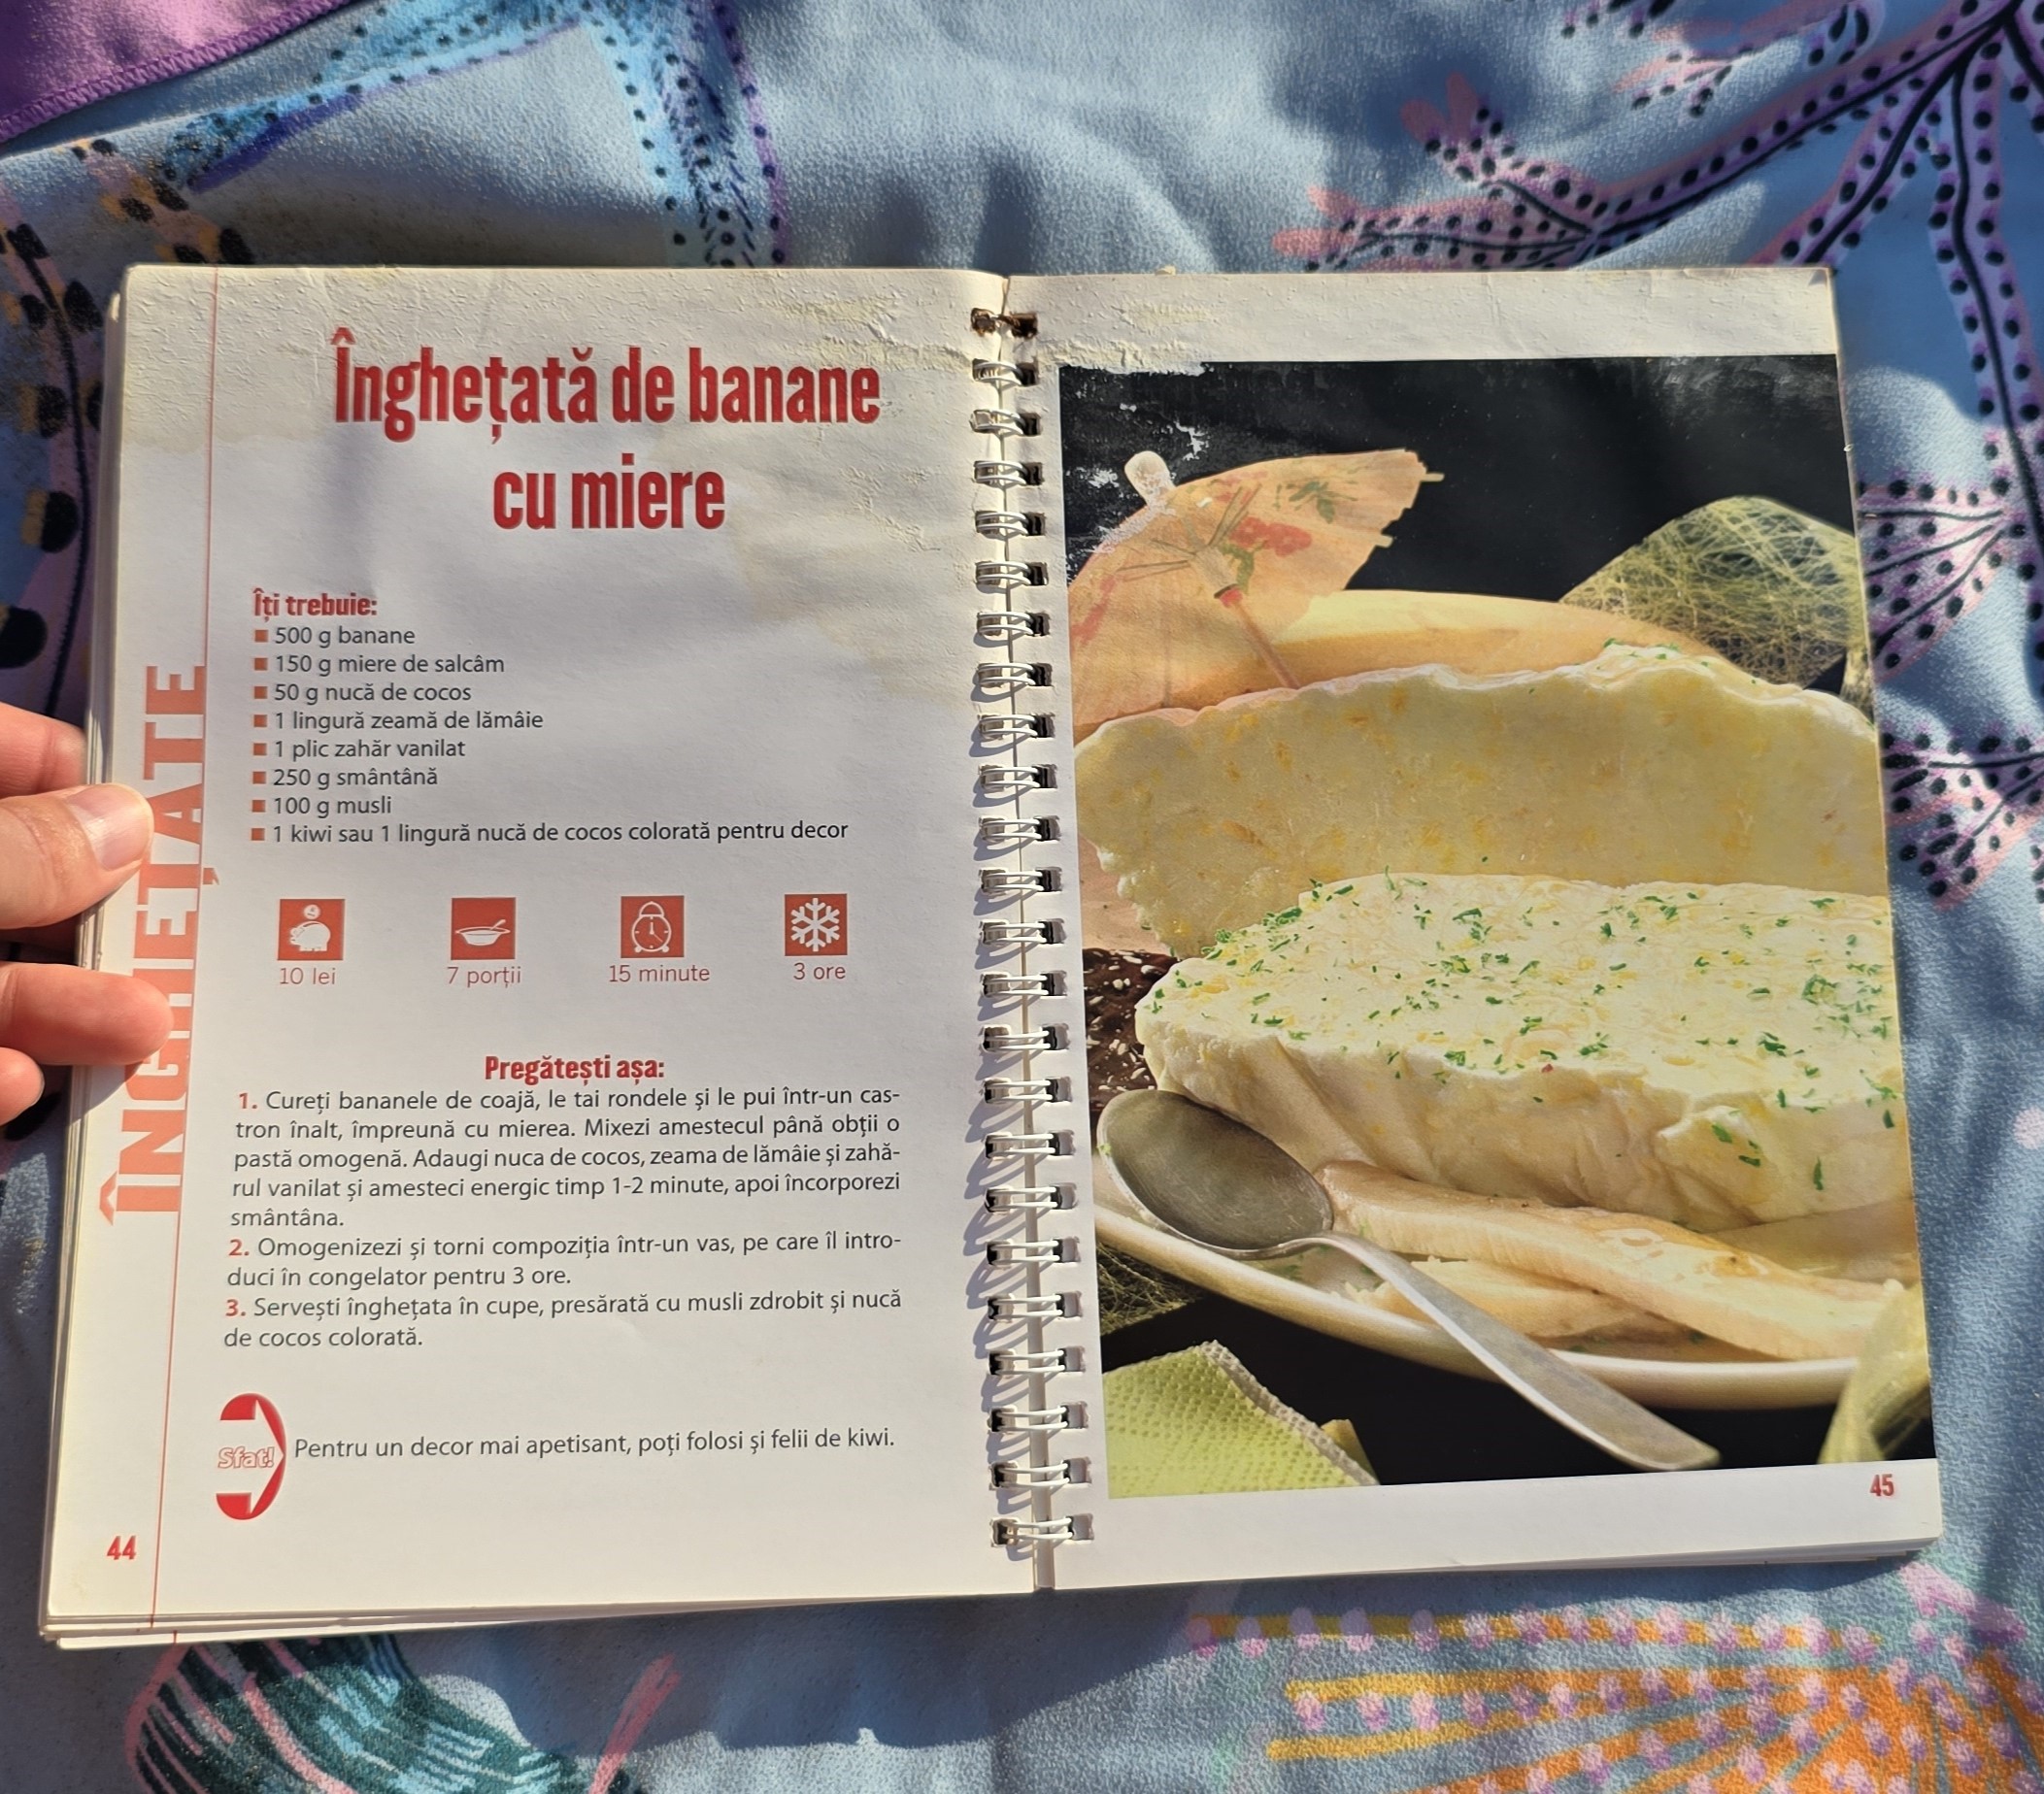 Înghețată de banane
cu miere
Îți trebuie:
■ 500 g banane
■ 150 g miere de salcâm
■ 50 g nucă de cocos
■ 1 lingură zeamă de lămâie
■ 1 plic zahăr vanilat
■ 250 g smântână
■ 100 g musli
■ 1 kiwi sau 1 lingură nucă de cocos colorată pentru decor
10 lei
7 porții
15 minute
3 ore
Pregătești așa:
1. Cureți bananele de coajă, le tai rondele și le pui într-un cas-
tron înalt, împreună cu mierea. Mixezi amestecul până obții o
pastă omogenă. Adaugi nuca de cocos, zeama de lămâie și zahă-
rul vanilat și amesteci energic timp 1-2 minute, apoi încorporezi
smântâna.
2. Omogenizezi și torni compoziția într-un vas, pe care îl intro-
duci în congelator pentru 3 ore.
3. Servești înghețata în cupe, presărată cu musli zdrobit și nucă
de cocos colorată.
Sfat!
Pentru un decor mai apetisant, poți folosi și felii de kiwi.
ÎNGHEȚATE
44
45